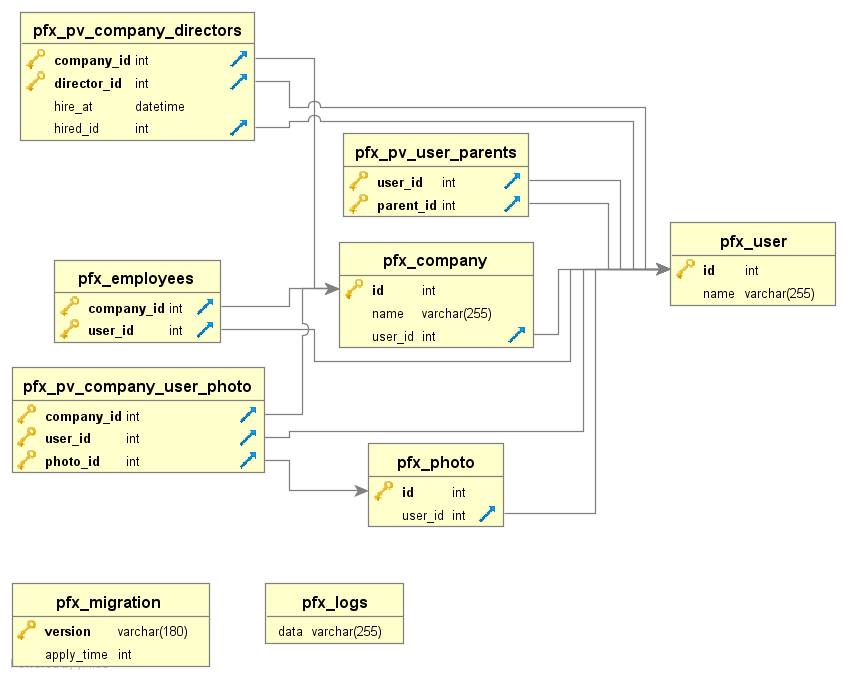 pfx_pv_company_directors
company_id int
director_id int
hire_at datetime
hired_id int
pfx_pv_user_parents
user_id int
parent_id int
pfx_user
id int
name varchar(255)
pfx_company
id int
name varchar(255)
user_id int
pfx_employees
company_id int
user_id int
pfx_pv_company_user_photo
company_id int
user_id int
photo_id int
pfx_photo
id int
user_id int
pfx_migration
version varchar(180)
apply_time int
pfx_logs
data varchar(255)